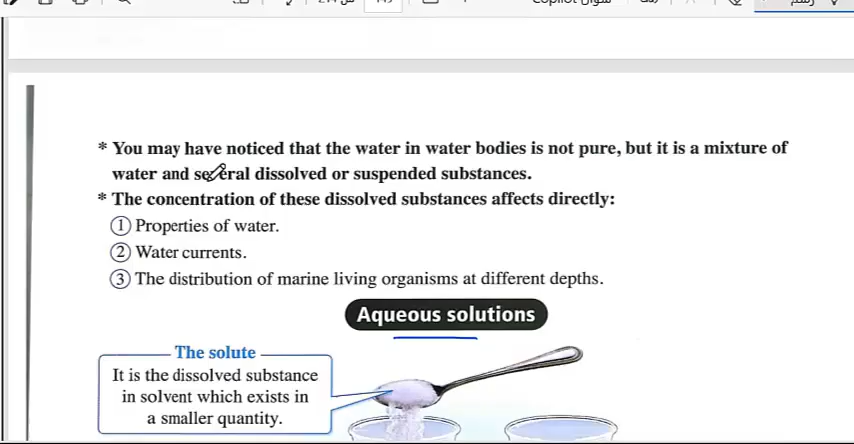 * You may have noticed that the water in water bodies is not pure, but it is a mixture of
water and several dissolved or suspended substances.
* The concentration of these dissolved substances affects directly:
① Properties of water.
② Water currents.
③ The distribution of marine living organisms at different depths.
Aqueous solutions
The solute
It is the dissolved substance
in solvent which exists in
a smaller quantity.